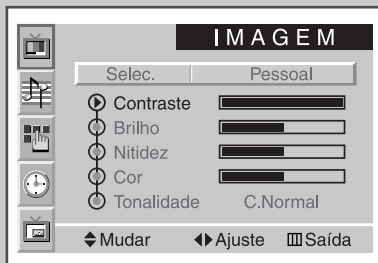 IMAGEM
Selec. Pessoal
Contraste
Brilho
Nitidez
Cor
Tonalidade C.Normal
Mudar Ajuste Saída